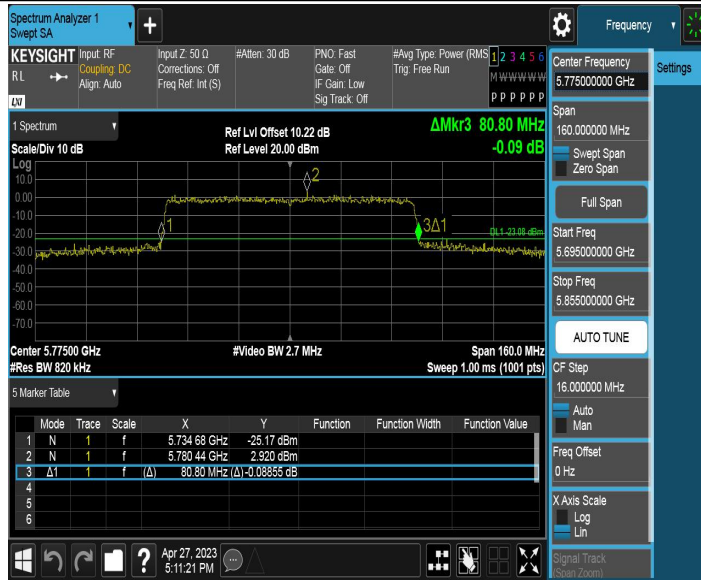 Spectrum Analyzer 1
Swept SA
+
Frequency
KEYSIGHT
RL
LXI
Input: RF
Coupling: DC
Align: Auto
Input Z: 50 Ω
Corrections: Off
Freq Ref: Int (S)
#Atten: 30 dB
PNO: Fast
Gate: Off
IF Gain: Low
Sig Track: Off
#Avg Type: Power (RMS
Trig: Free Run
1 2 3 4 5 6
M W W W W W
P P P P P P
1 Spectrum
Scale/Div 10 dB
Ref Lvl Offset 10.22 dB
Ref Level 20.00 dBm
ΔMkr3 80.80 MHz
-0.09 dB
Log
10.0
0.00
-10.0
-20.0
-30.0
-40.0
-50.0
-60.0
-70.0
1
2
3Δ1
DL1 -23.08 dBm
Center 5.77500 GHz
#Res BW 820 kHz
#Video BW 2.7 MHz
Span 160.0 MHz
Sweep 1.00 ms (1001 pts)
5 Marker Table
Mode Trace Scale X Y Function Function Width Function Value
1 N 1 f 5.734 68 GHz -25.17 dBm
2 N 1 f 5.780 44 GHz 2.920 dBm
3 Δ1 1 f (Δ) 80.80 MHz (Δ) -0.08855 dB
4
5
6
?
Apr 27, 2023
5:11:21 PM
Center Frequency
5.775000000 GHz
Settings
Span
160.000000 MHz
Swept Span
Zero Span
Full Span
Start Freq
5.695000000 GHz
Stop Freq
5.855000000 GHz
AUTO TUNE
CF Step
16.000000 MHz
Auto
Man
Freq Offset
0 Hz
X Axis Scale
Log
Lin
Signal Track
(Span Zoom)